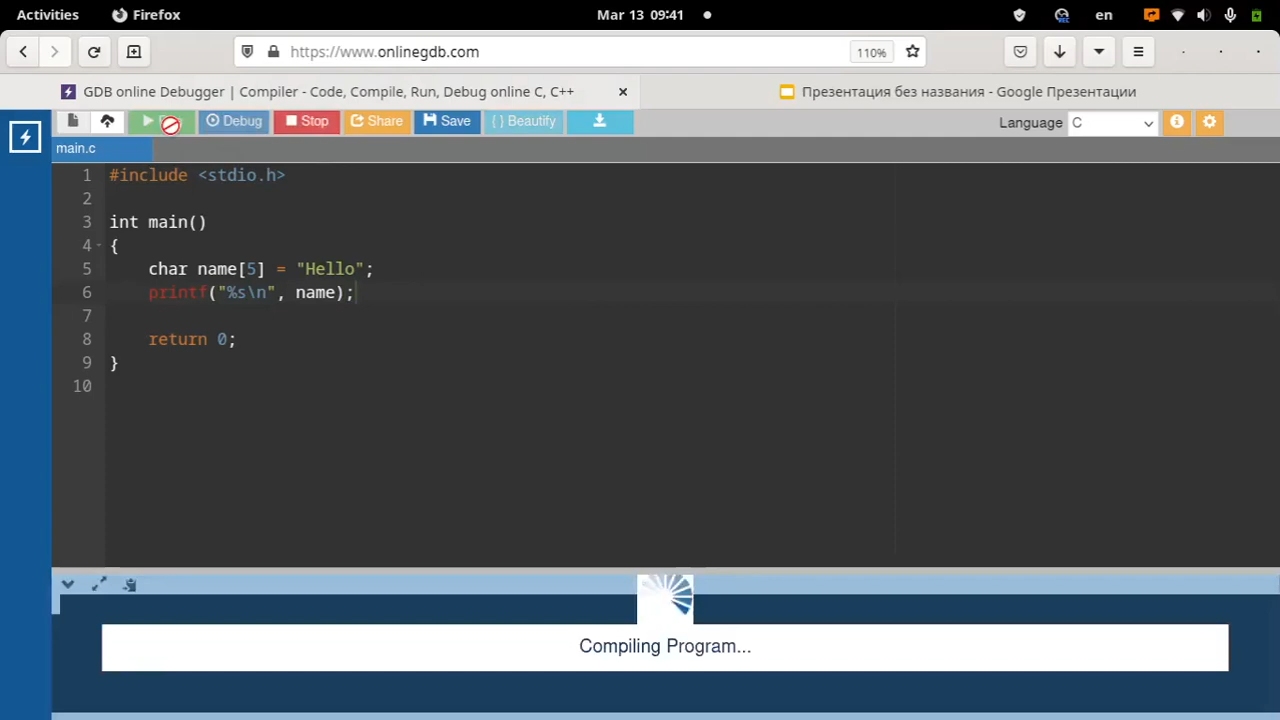 Activities Firefox Mar 13 09:41 en
https://www.onlinegdb.com 110%
GDB online Debugger | Compiler - Code, Compile, Run, Debug online C, C++ Презентация без названия - Google Презентации
Debug Stop Share Save { } Beautify Language C
main.c
1 #include <stdio.h>
2
3 int main()
4 {
5 char name[5] = "Hello";
6 printf("%s\n", name);
7
8 return 0;
9 }
10
Compiling Program...